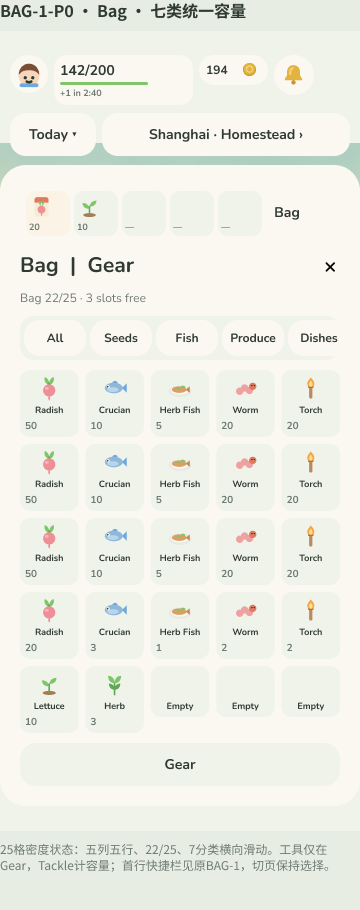 BAG-1-P0 · Bag · 七类统一容量
142/200
+1 in 2:40
194
Today ▾
Shanghai · Homestead ›
20
10
—
—
—
Bag
Bag | Gear
×
Bag 22/25 · 3 slots free
All
Seeds
Fish
Produce
Dishes
Radish Crucian Herb Fish Worm Torch
50 10 5 20 20
Radish Crucian Herb Fish Worm Torch
50 10 5 20 20
Radish Crucian Herb Fish Worm Torch
50 10 5 20 20
Radish Crucian Herb Fish Worm Torch
20 3 1 2 2
Lettuce Herb Empty Empty Empty
10 3
Gear
25格密度状态：五列五行、22/25、7分类横向滑动。工具仅在
Gear，Tackle计容量；首行快捷栏见原BAG-1，切页保持选择。